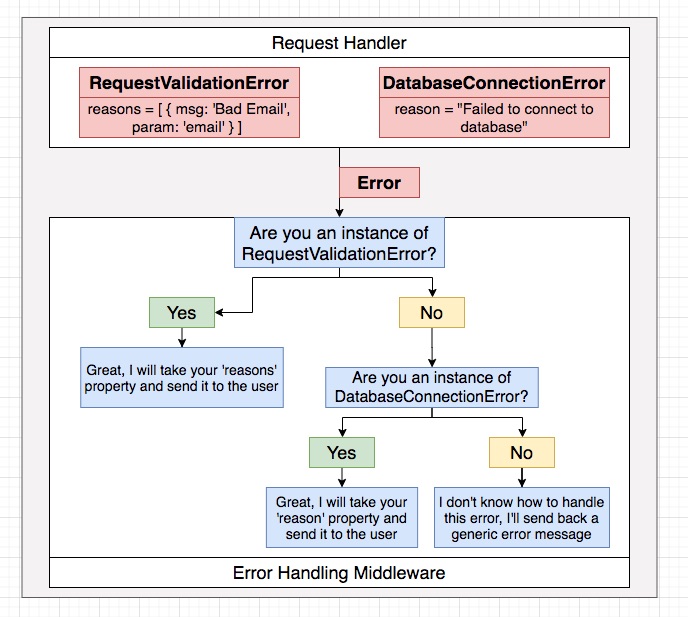 Request Handler
RequestValidationError
reasons = [ { msg: 'Bad Email',
param: 'email' } ]
DatabaseConnectionError
reason = "Failed to connect to
database"
Error
Are you an instance of
RequestValidationError?
Yes
No
Great, I will take your 'reasons'
property and send it to the user
Are you an instance of
DatabaseConnectionError?
Yes
No
Great, I will take your
'reason' property and
send it to the user
I don't know how to handle
this error, I'll send back a
generic error message
Error Handling Middleware